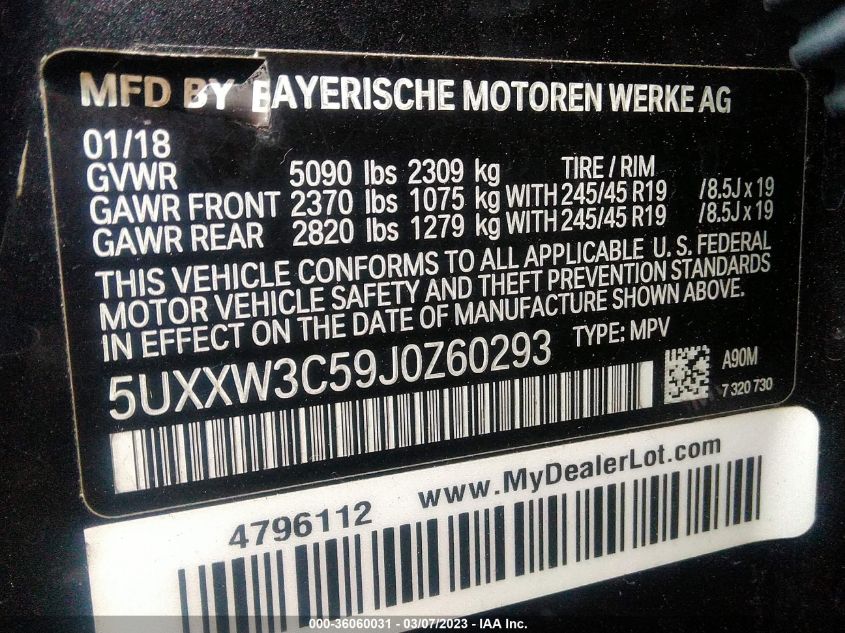 MFD BY BAYERISCHE MOTOREN WERKE AG
01/18
GVWR 5090 lbs 2309 kg TIRE / RIM
GAWR FRONT 2370 lbs 1075 kg WITH 245/45 R19 /8.5J x 19
GAWR REAR 2820 lbs 1279 kg WITH 245/45 R19 /8.5J x 19
THIS VEHICLE CONFORMS TO ALL APPLICABLE U. S. FEDERAL
MOTOR VEHICLE SAFETY AND THEFT PREVENTION STANDARDS
IN EFFECT ON THE DATE OF MANUFACTURE SHOWN ABOVE.
5UXXW3C59J0Z60293 TYPE: MPV
A90M
7 320 730
4796112 www.MyDealerLot.com
000-36060031 - 03/07/2023 - IAA Inc.